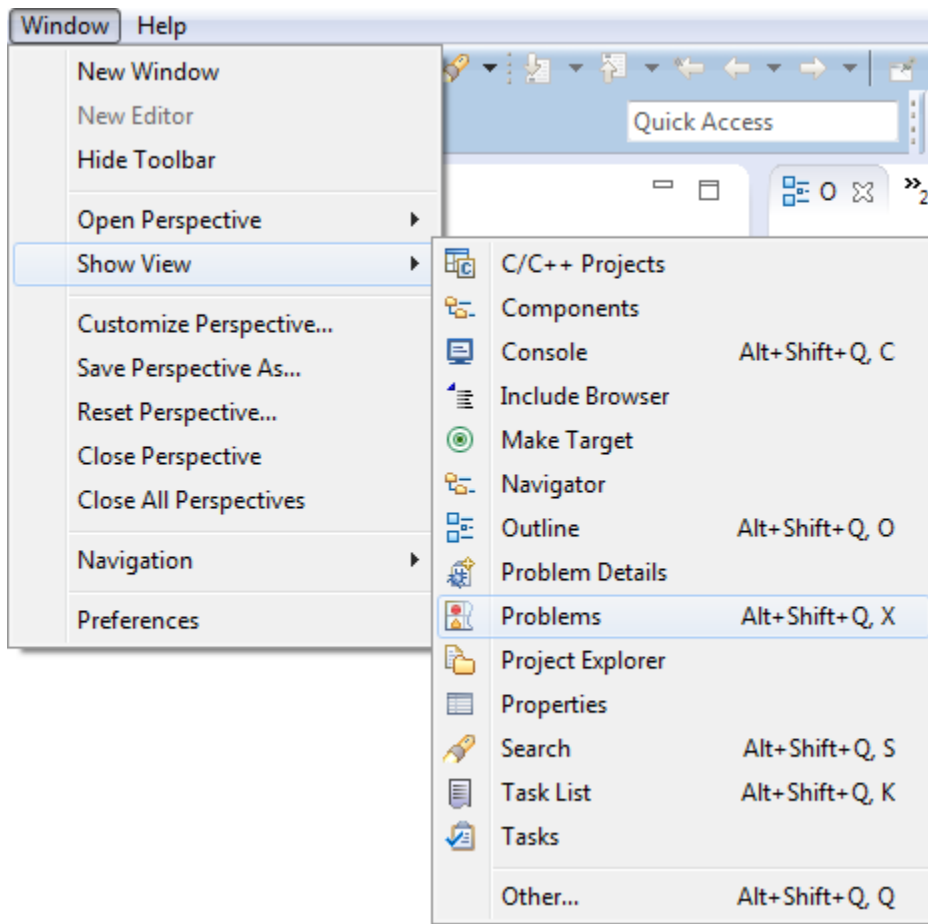 Window Help
New Window
New Editor
Hide Toolbar
Open Perspective
Show View
Customize Perspective...
Save Perspective As...
Reset Perspective...
Close Perspective
Close All Perspectives
Navigation
Preferences
Quick Access
O »2
C/C++ Projects
Components
Console Alt+Shift+Q, C
Include Browser
Make Target
Navigator
Outline Alt+Shift+Q, O
Problem Details
Problems Alt+Shift+Q, X
Project Explorer
Properties
Search Alt+Shift+Q, S
Task List Alt+Shift+Q, K
Tasks
Other... Alt+Shift+Q, Q